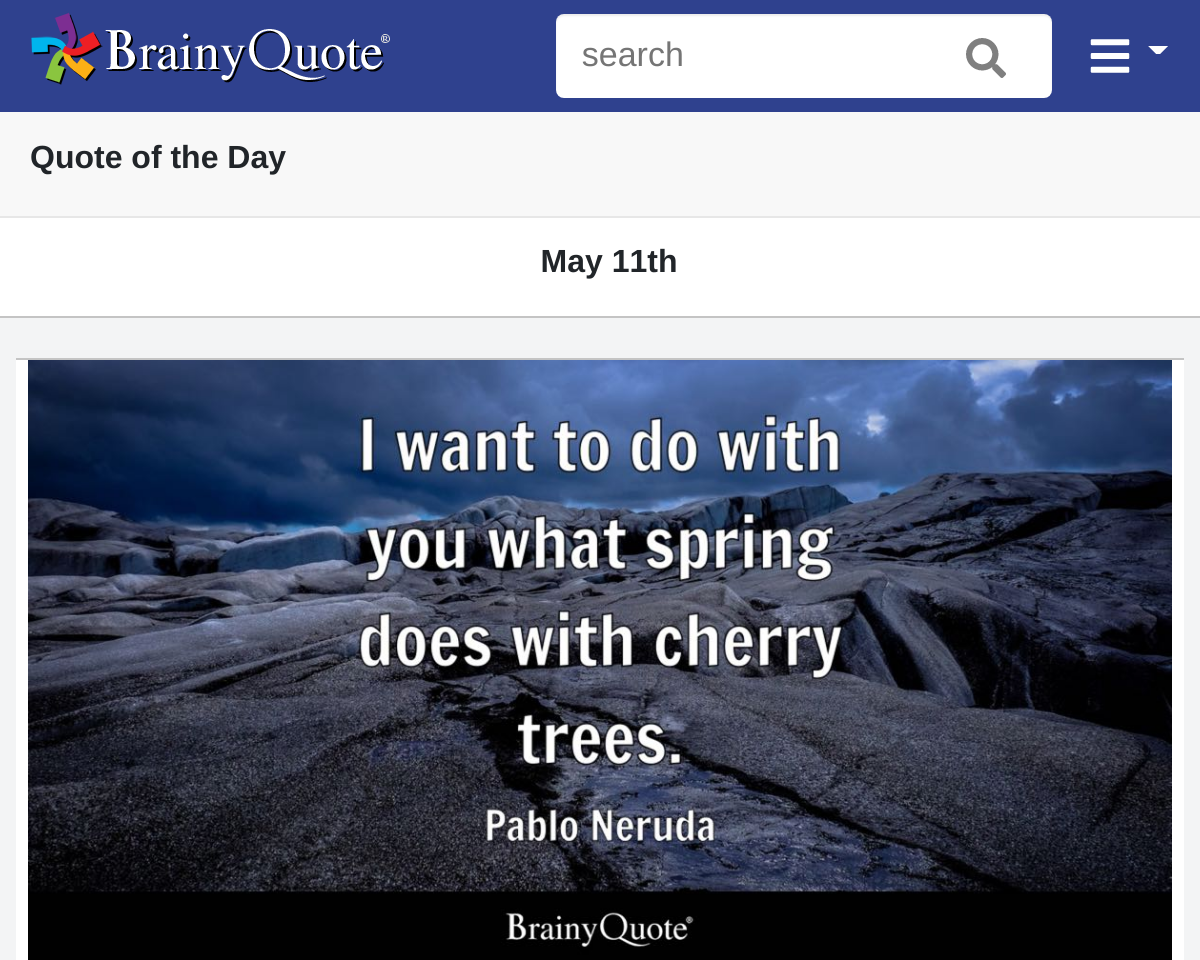 BrainyQuote®
search
Quote of the Day
May 11th
I want to do with
you what spring
does with cherry
trees.
Pablo Neruda
BrainyQuote®